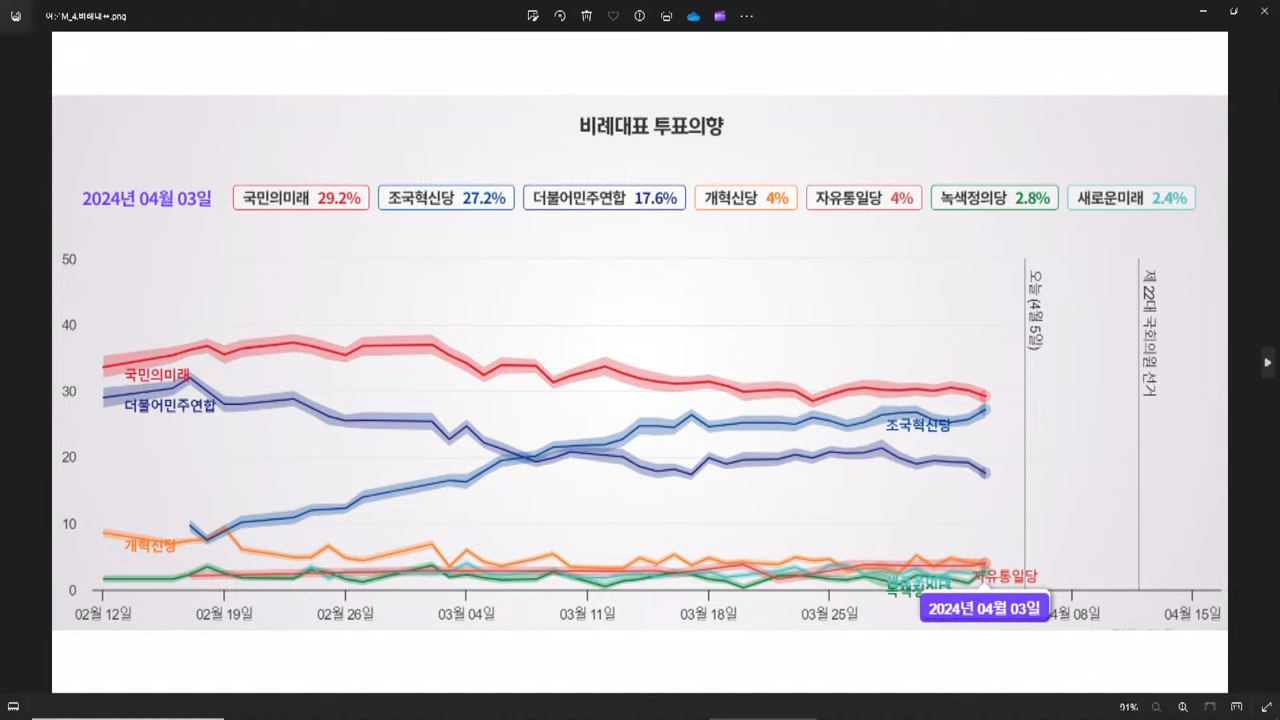 비례대표 투표의향
2024년 04월 03일 국민의미래 29.2% 조국혁신당 27.2% 더불어민주연합 17.6% 개혁신당 4% 자유통일당 4% 녹색정의당 2.8% 새로운미래 2.4%
50
40
30
20
10
0
국민의미래
더불어민주연합
개혁신당
조국혁신당
자유통일당
오늘 (4월 5일)
제 22대 국회의원 선거
2024년 04월 03일
02월 12일 02월 19일 02월 26일 03월 04일 03월 11일 03월 18일 03월 25일 4월 08일 04월 15일
91%